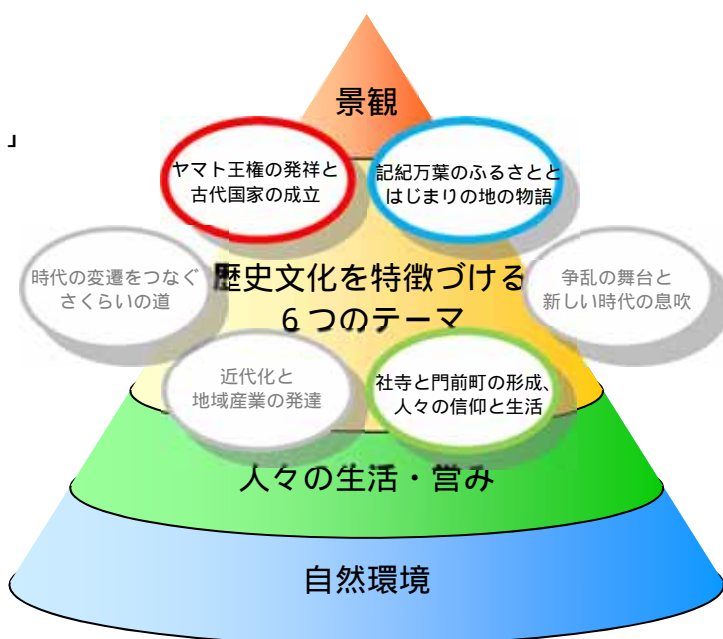 景観
」
ヤマト王権の発祥と
古代国家の成立
記紀万葉のふるさとと
はじまりの地の物語
時代の変遷をつなぐ
さくらいの道
歴史文化を特徴づける
6つのテーマ
争乱の舞台と
新しい時代の息吹
近代化と
地域産業の発達
社寺と門前町の形成、
人々の信仰と生活
人々の生活・営み
自然環境